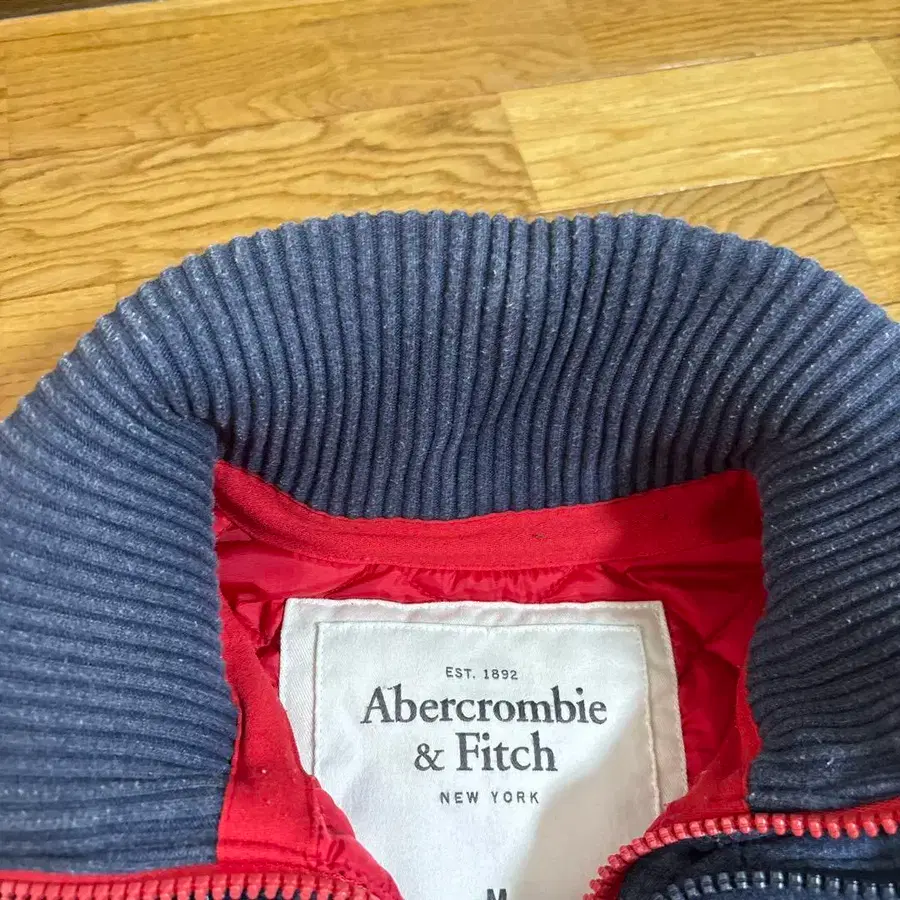 EST. 1892
Abercrombie
& Fitch
NEW YORK
M